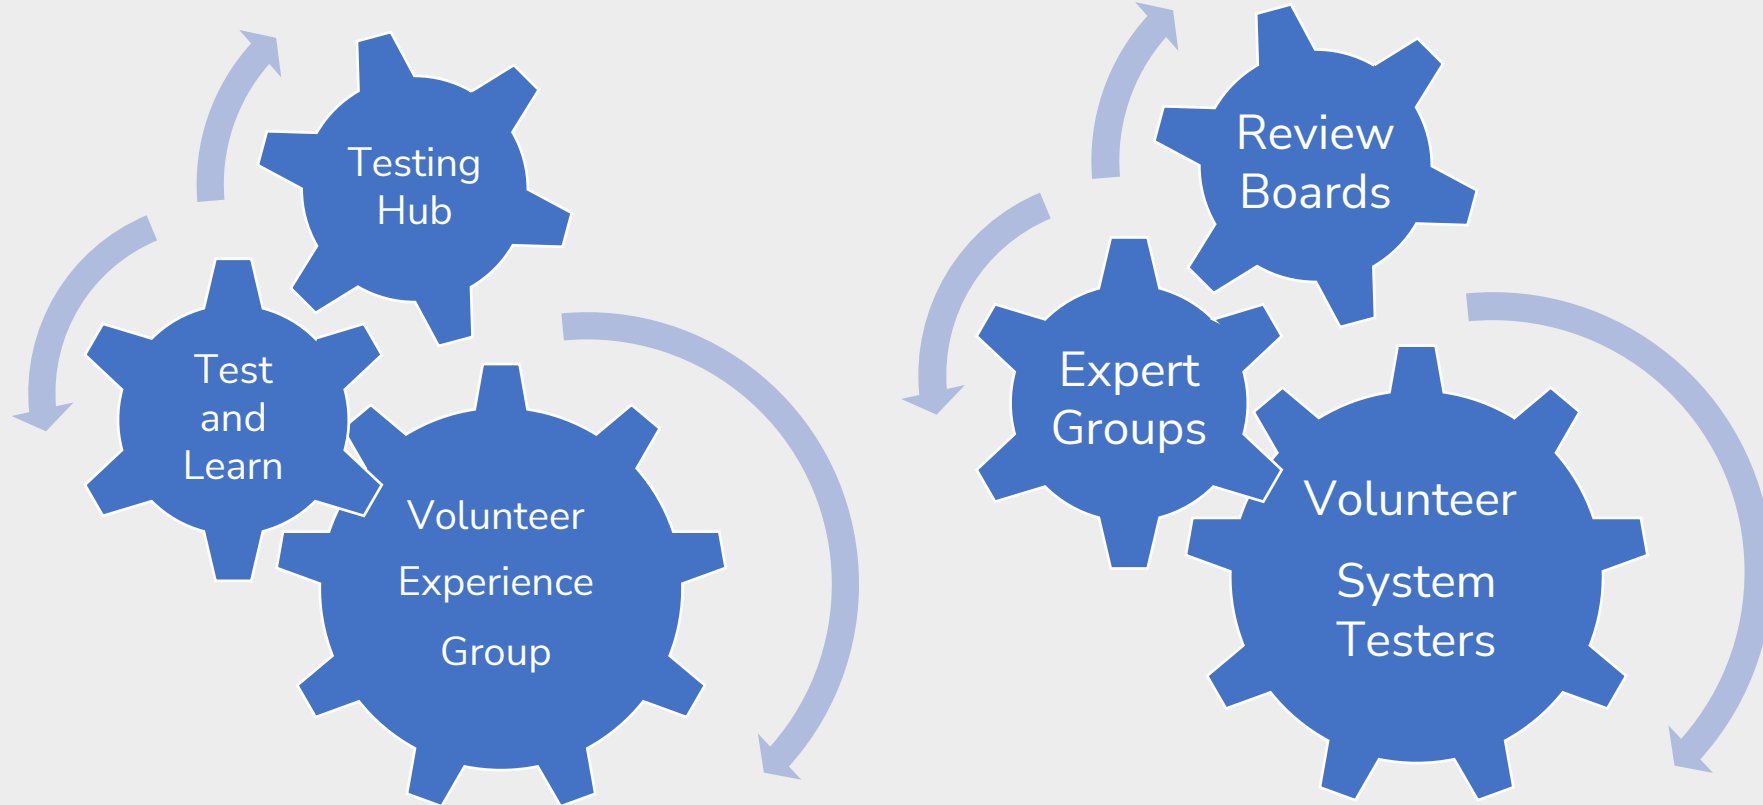 Testing
Hub
Test
and
Learn
Volunteer
Experience
Group
Review
Boards
Expert
Groups
Volunteer
System
Testers